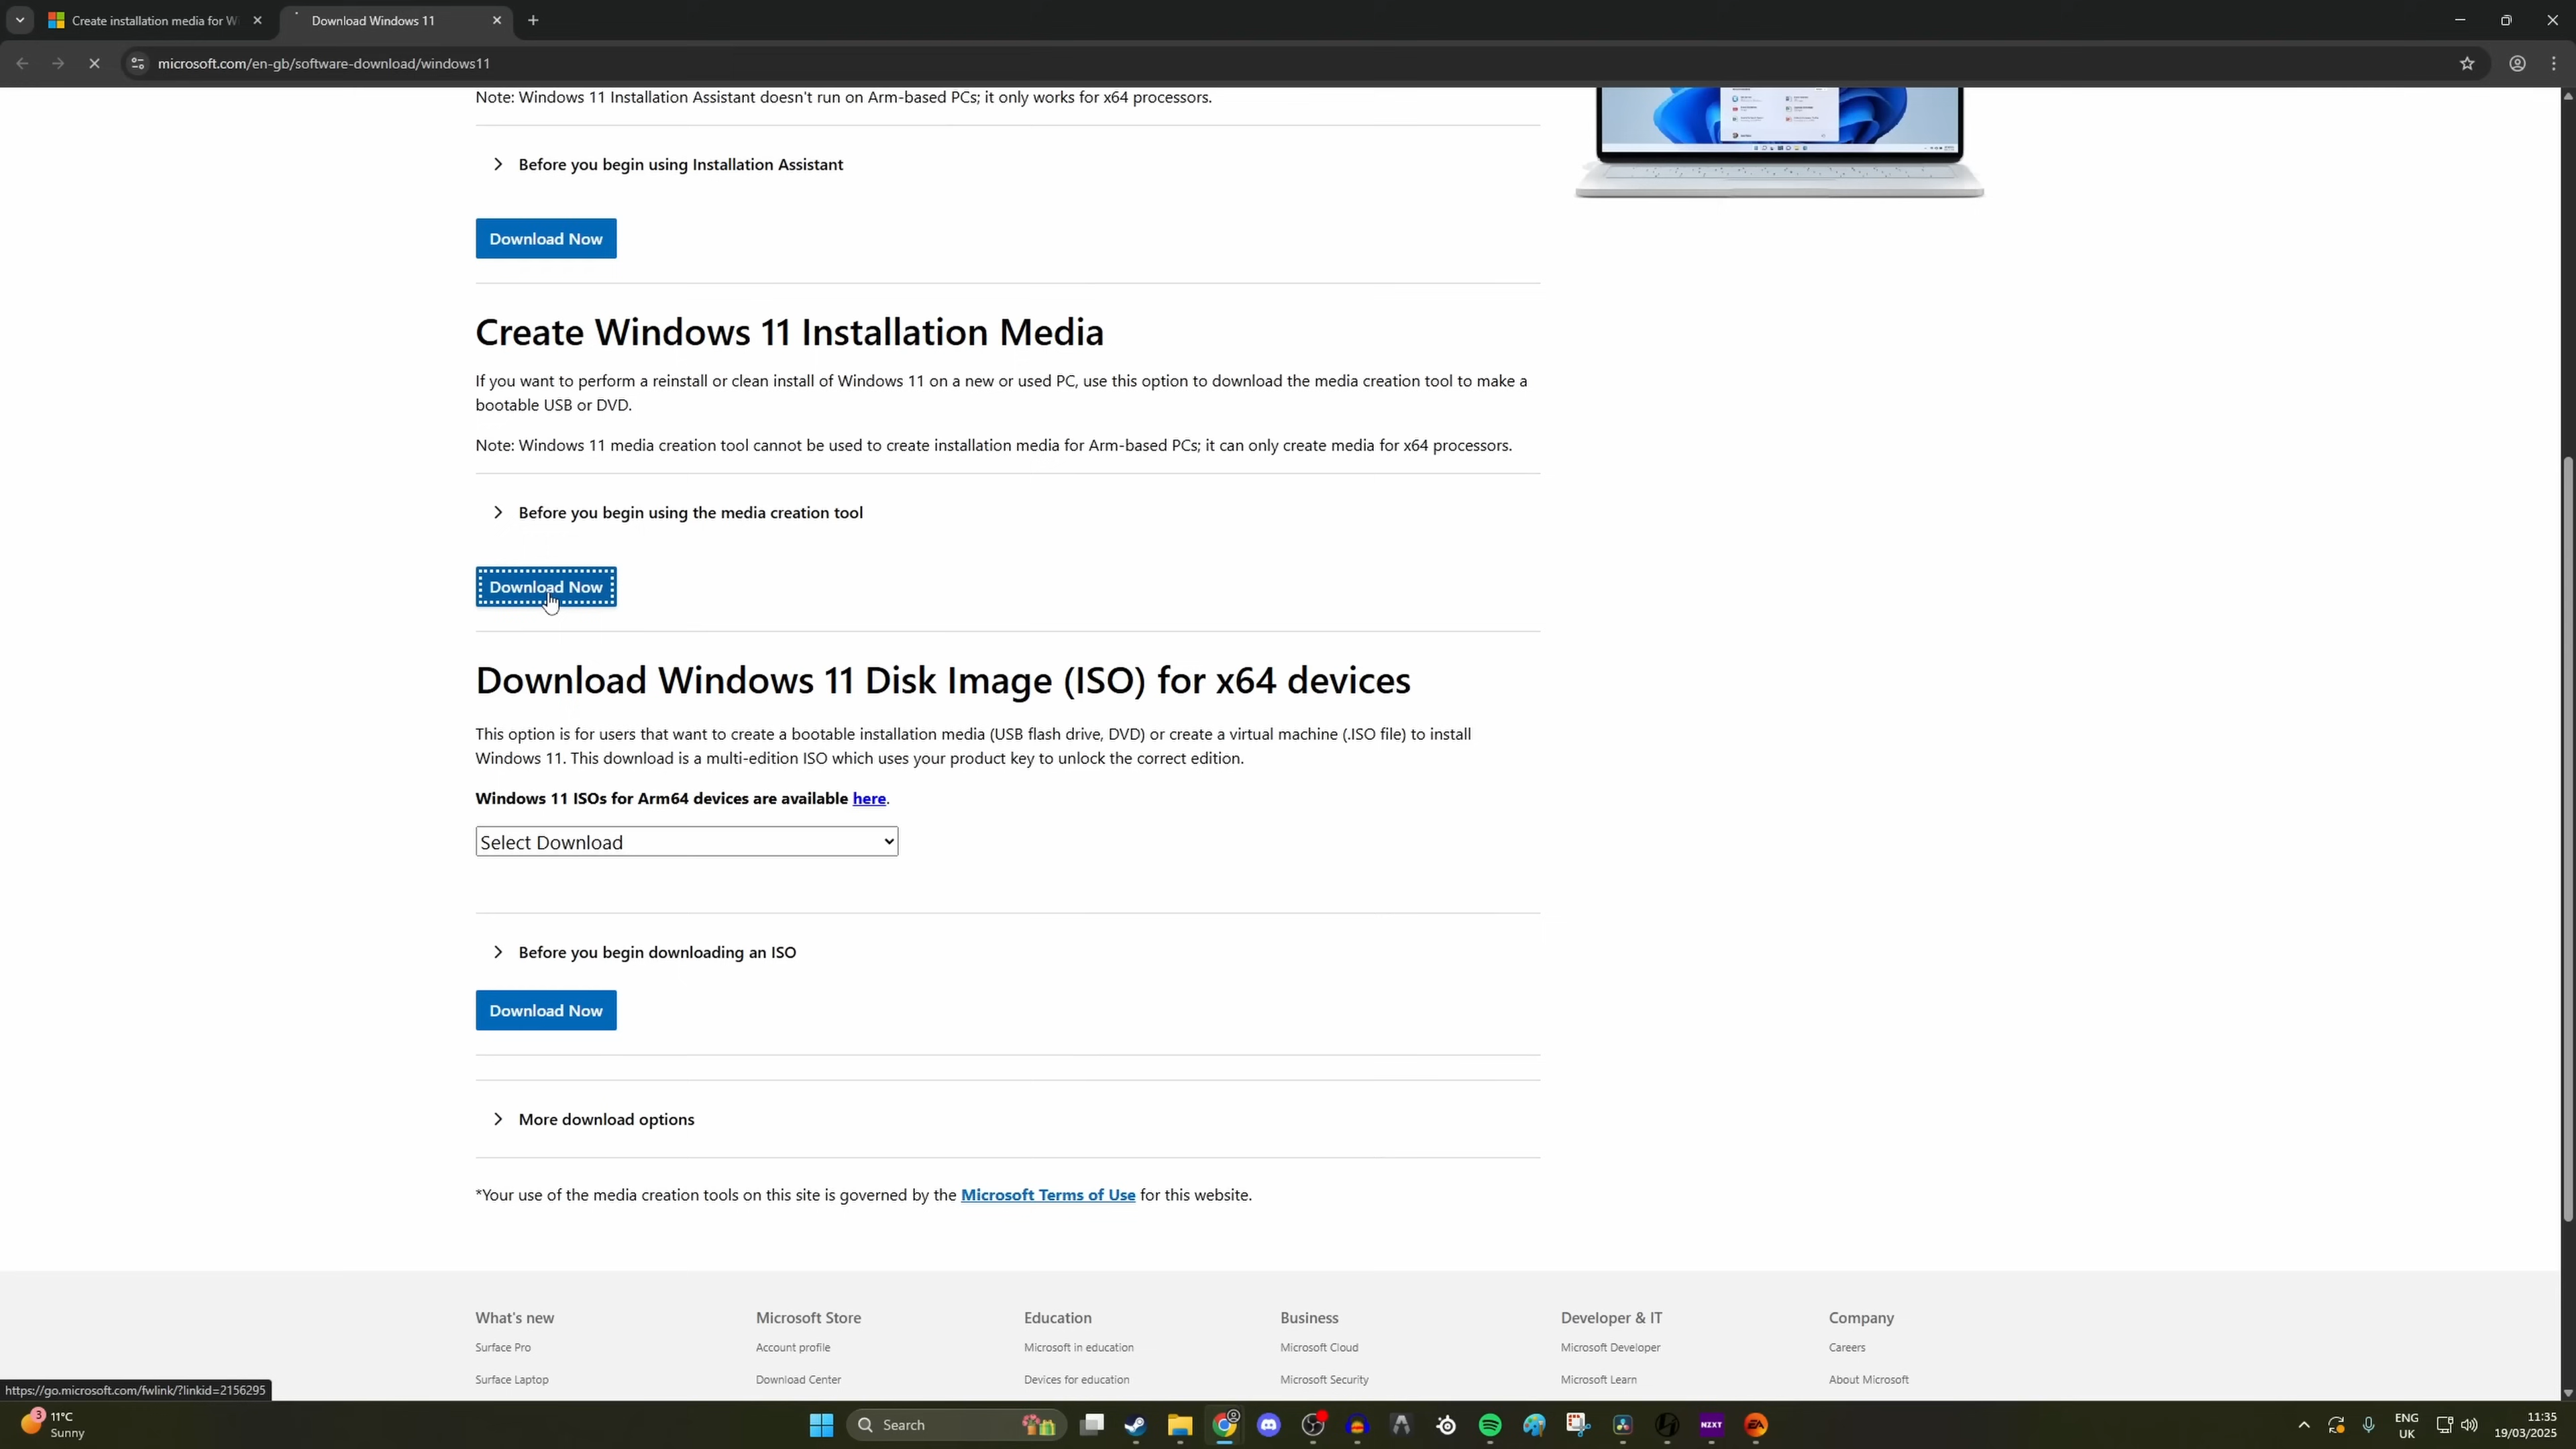 Create installation media for W
Download Windows 11
microsoft.com/en-gb/software-download/windows11
Note: Windows 11 Installation Assistant doesn't run on Arm-based PCs; it only works for x64 processors.
Before you begin using Installation Assistant
Download Now
Create Windows 11 Installation Media
If you want to perform a reinstall or clean install of Windows 11 on a new or used PC, use this option to download the media creation tool to make a
bootable USB or DVD.
Note: Windows 11 media creation tool cannot be used to create installation media for Arm-based PCs; it can only create media for x64 processors.
Before you begin using the media creation tool
Download Now
Download Windows 11 Disk Image (ISO) for x64 devices
This option is for users that want to create a bootable installation media (USB flash drive, DVD) or create a virtual machine (.ISO file) to install
Windows 11. This download is a multi-edition ISO which uses your product key to unlock the correct edition.
Windows 11 ISOs for Arm64 devices are available here.
Select Download
Before you begin downloading an ISO
Download Now
More download options
*Your use of the media creation tools on this site is governed by the Microsoft Terms of Use for this website.
What's new Microsoft Store Education Business Developer & IT Company
Surface Pro Account profile Microsoft in education Microsoft Cloud Microsoft Developer Careers
Surface Laptop Download Center Devices for education Microsoft Security Microsoft Learn About Microsoft
https://go.microsoft.com/fwlink/?linkid=2156295
3 11°C
Sunny
Search
NZXT
EA
ENG
UK
11:35
19/03/2025